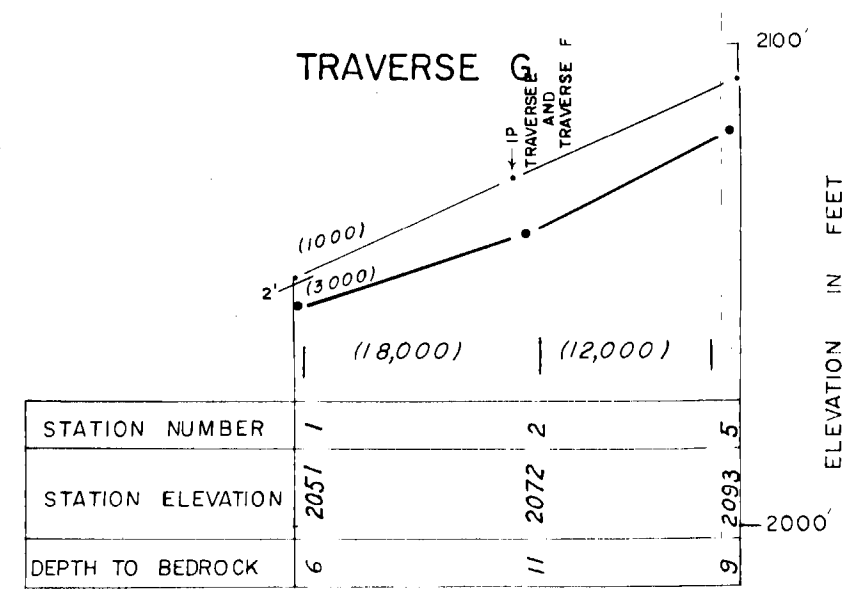 TRAVERSE G
2100'
IP
TRAVERSE E
AND
TRAVERSE F
(1000)
2'
(3000)
(18,000)
(12,000)
ELEVATION IN FEET
STATION NUMBER 1 2 5
STATION ELEVATION 2051 2072 2093
2000'
DEPTH TO BEDROCK 6 11 9